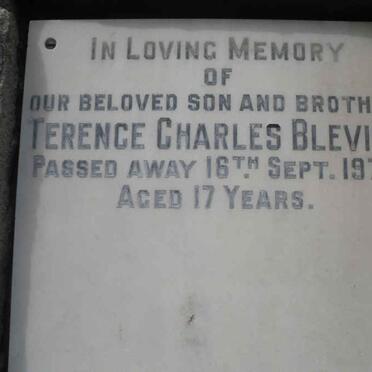 IN LOVING MEMORY
OF
OUR BELOVED SON AND BROTH
TERENCE CHARLES BLEVI
PASSED AWAY 16TH. SEPT. 197
AGED 17 YEARS.